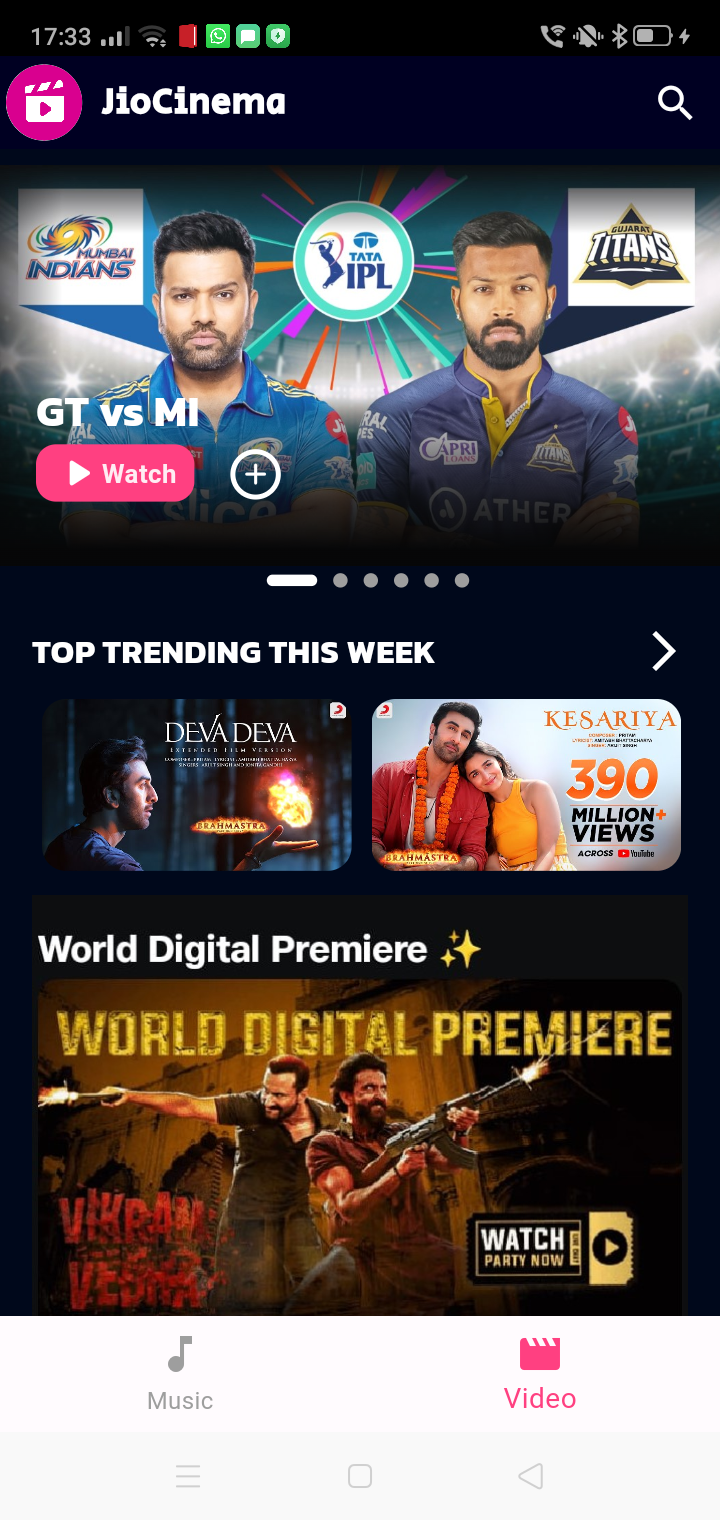 17:33
JioCinema
MUMBAI
INDIANS
TATA
IPL
GUJARAT
TITANS
GT vs MI
CAPRI
LOANS
TITANS
Watch
slice
ATHER
TOP TRENDING THIS WEEK
DEVA DEVA
EXTENDED FILM VERSION
BRAHMASTRA
KESARIYA
COMPOSER: PRITAM
LYRICIST: AMITABH BHATTACHARYA
SINGER: ARIJIT SINGH
390
MILLION+
VIEWS
ACROSS YouTube
BRAHMASTRA
World Digital Premiere ✨
WORLD DIGITAL PREMIERE
VIKRAM
VEDHA
WATCH
PARTY NOW
Music
Video